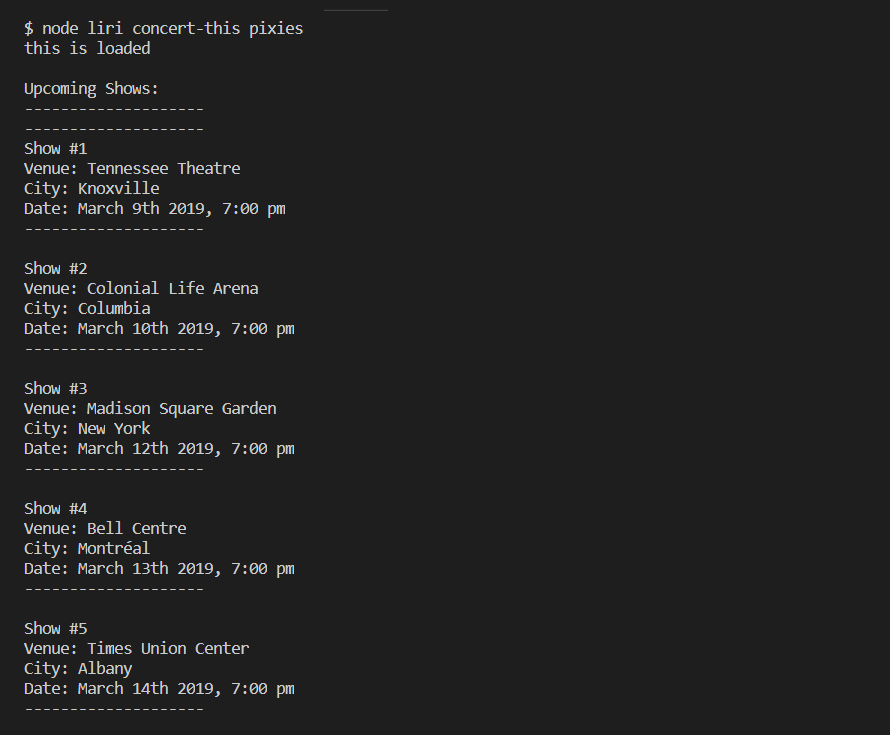 $ node liri concert-this pixies
this is loaded
Upcoming Shows:
--------------------
--------------------
Show #1
Venue: Tennessee Theatre
City: Knoxville
Date: March 9th 2019, 7:00 pm
--------------------
Show #2
Venue: Colonial Life Arena
City: Columbia
Date: March 10th 2019, 7:00 pm
--------------------
Show #3
Venue: Madison Square Garden
City: New York
Date: March 12th 2019, 7:00 pm
--------------------
Show #4
Venue: Bell Centre
City: Montréal
Date: March 13th 2019, 7:00 pm
--------------------
Show #5
Venue: Times Union Center
City: Albany
Date: March 14th 2019, 7:00 pm
--------------------